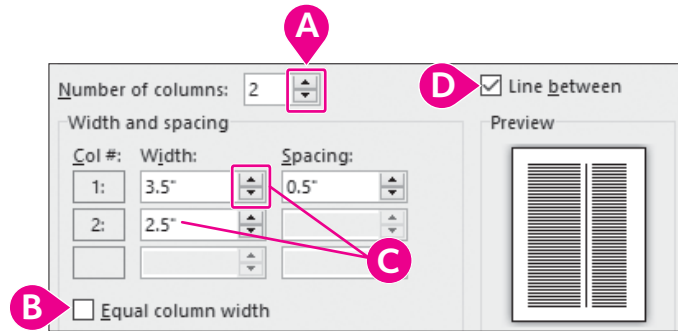 A
Number of columns: 2
D
Line between
Width and spacing
Preview
Col #: Width: Spacing:
1: 3.5" 0.5"
2: 2.5"
C
B
Equal column width